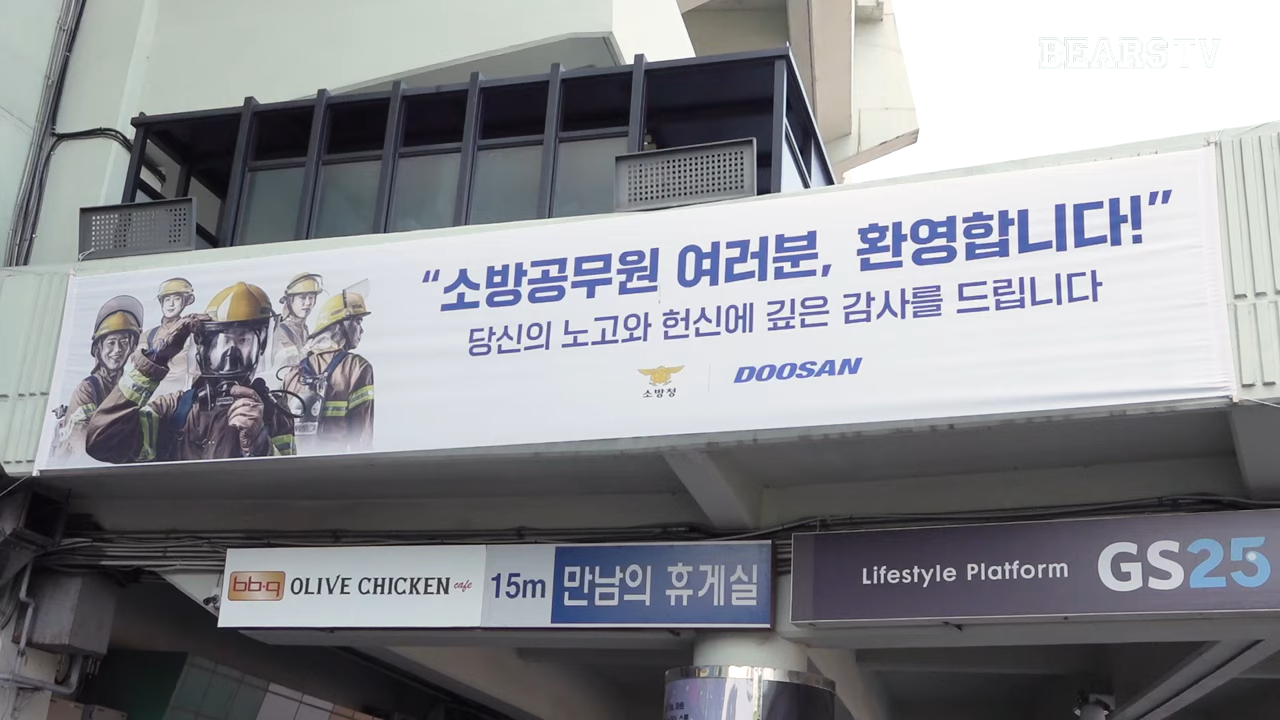 BEARS TV
“소방공무원 여러분, 환영합니다!”
당신의 노고와 헌신에 깊은 감사를 드립니다
소방청
DOOSAN
bb.q OLIVE CHICKEN cafe 15m 만남의 휴게실
Lifestyle Platform GS25